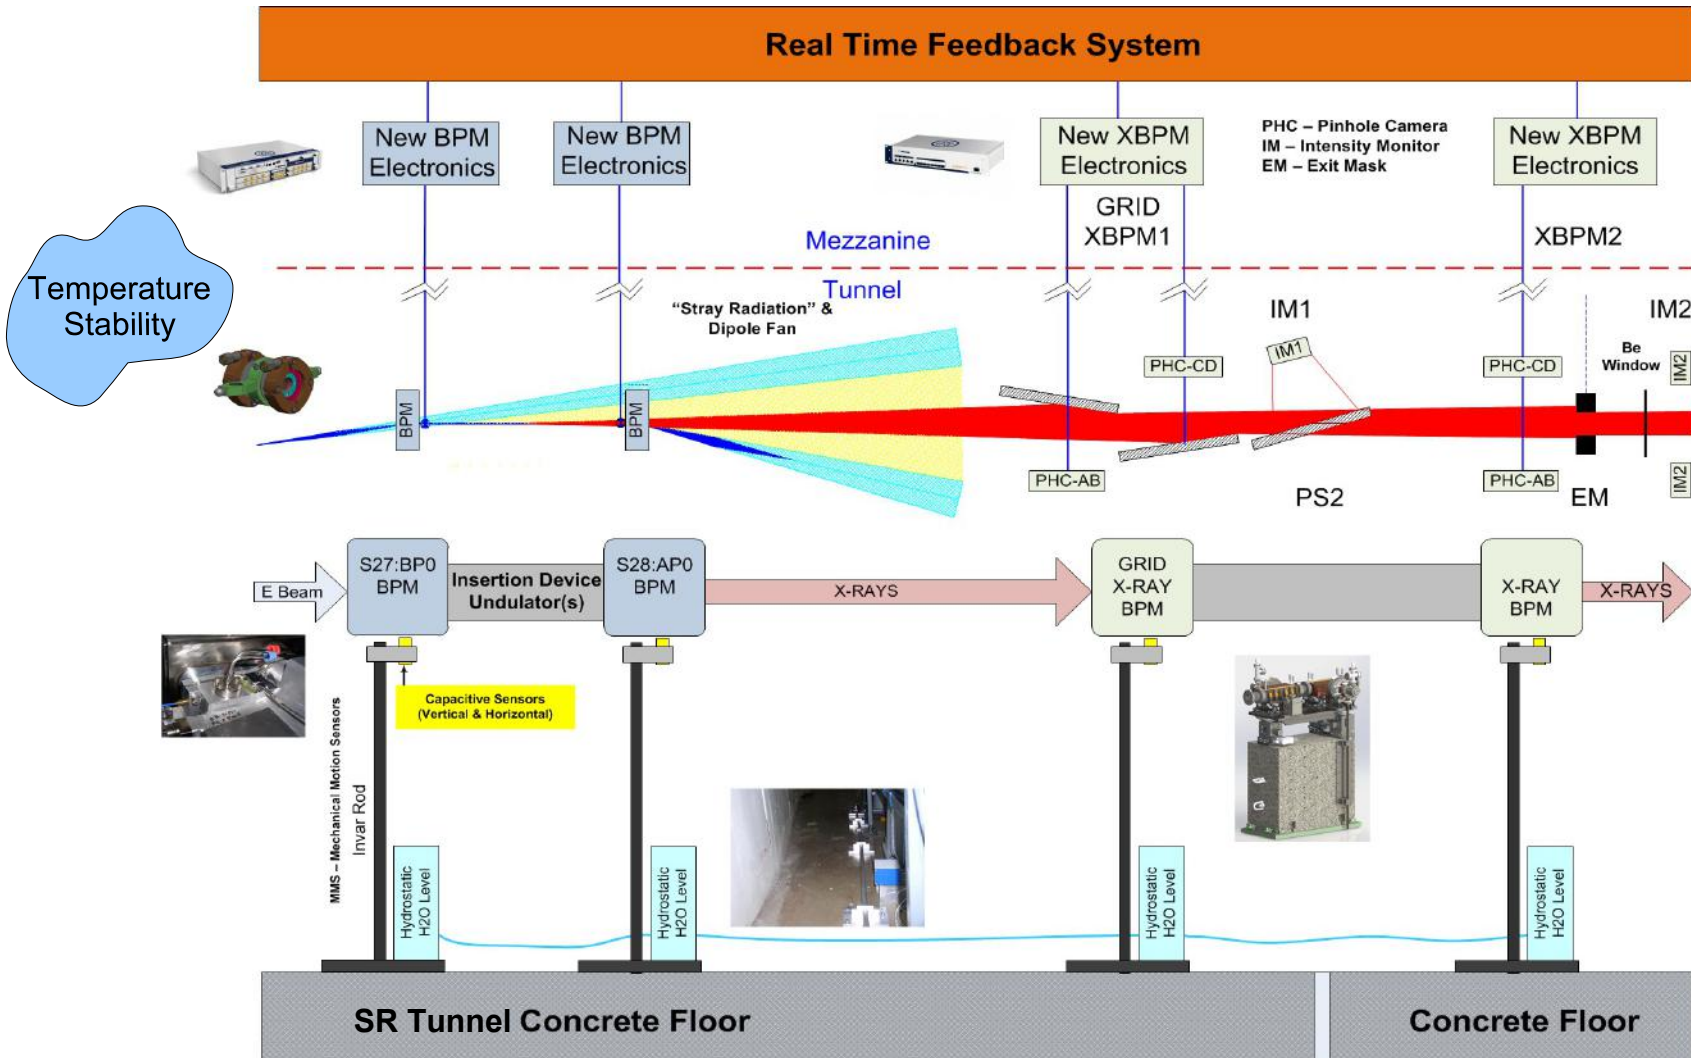 Real Time Feedback System
New BPM
Electronics
New BPM
Electronics
New XBPM
Electronics
PHC – Pinhole Camera
IM – Intensity Monitor
EM – Exit Mask
New XBPM
Electronics
GRID
XBPM1
XBPM2
Mezzanine
Tunnel
Temperature
Stability
"Stray Radiation" &
Dipole Fan
IM1
IM2
Be
Window
IM1
PHC-CD
PHC-CD
IM2
BPM
BPM
PHC-AB
PHC-AB
IM2
PS2
EM
E Beam
S27:BP0
BPM
Insertion Device
Undulator(s)
S28:AP0
BPM
X-RAYS
GRID
X-RAY
BPM
X-RAY
BPM
X-RAYS
Capacitive Sensors
(Vertical & Horizontal)
MMS – Mechanical Motion Sensors
Invar Rod
Hydrostatic
H2O Level
Hydrostatic
H2O Level
Hydrostatic
H2O Level
Hydrostatic
H2O Level
SR Tunnel Concrete Floor
Concrete Floor